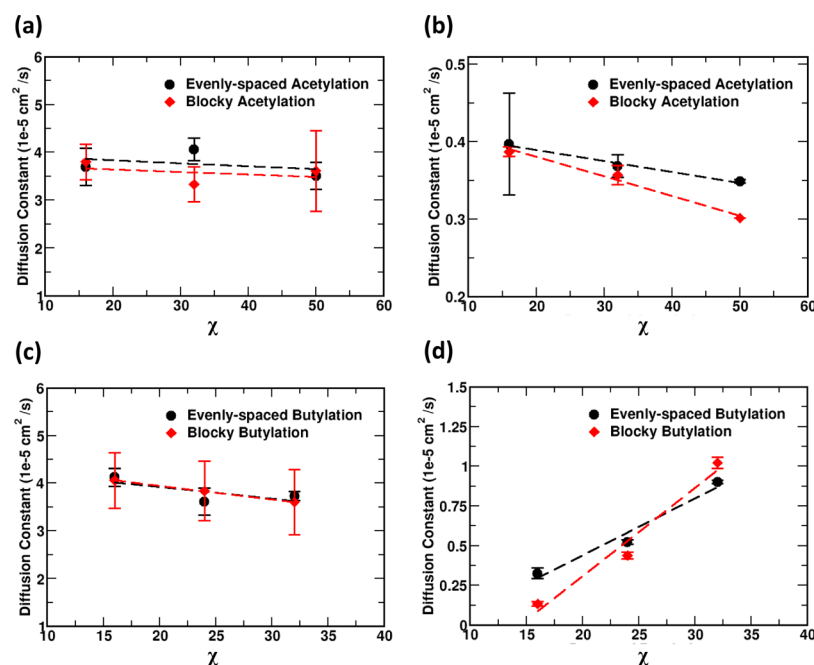 (a)
Diffusion Constant (1e-5 cm²/s)
6
5
4
3
2
1
Evenly-spaced Acetylation
Blocky Acetylation
10 20 30 40 50 60
χ
(b)
Diffusion Constant (1e-5 cm²/s)
0.5
0.4
0.3
0.2
Evenly-spaced Acetylation
Blocky Acetylation
10 20 30 40 50 60
χ
(c)
Diffusion Constant (1e-5 cm²/s)
6
5
4
3
2
1
Evenly-spaced Butylation
Blocky Butylation
10 15 20 25 30 35 40
χ
(d)
Diffusion Constant (1e-5 cm²/s)
1.5
1.25
1
0.75
0.5
0.25
0
Evenly-spaced Butylation
Blocky Butylation
10 15 20 25 30 35 40
χ